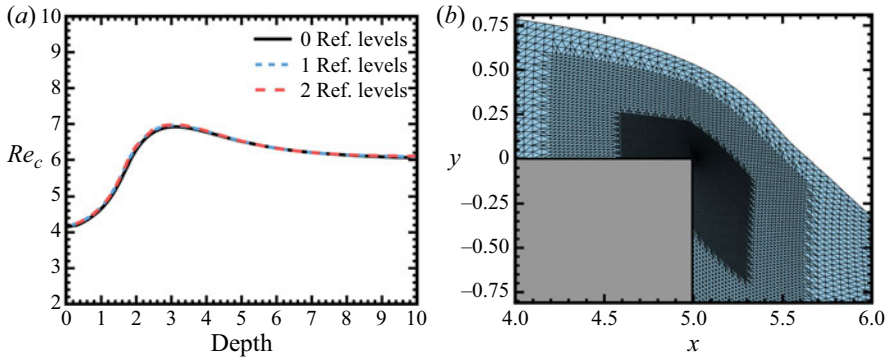 (a)
10
9
8
7
6
5
4
3
2
Re_c
0 Ref. levels
1 Ref. levels
2 Ref. levels
0 1 2 3 4 5 6 7 8 9 10
Depth
(b)
0.75
0.50
0.25
0
−0.25
−0.50
−0.75
y
4.0 4.5 5.0 5.5 6.0
x